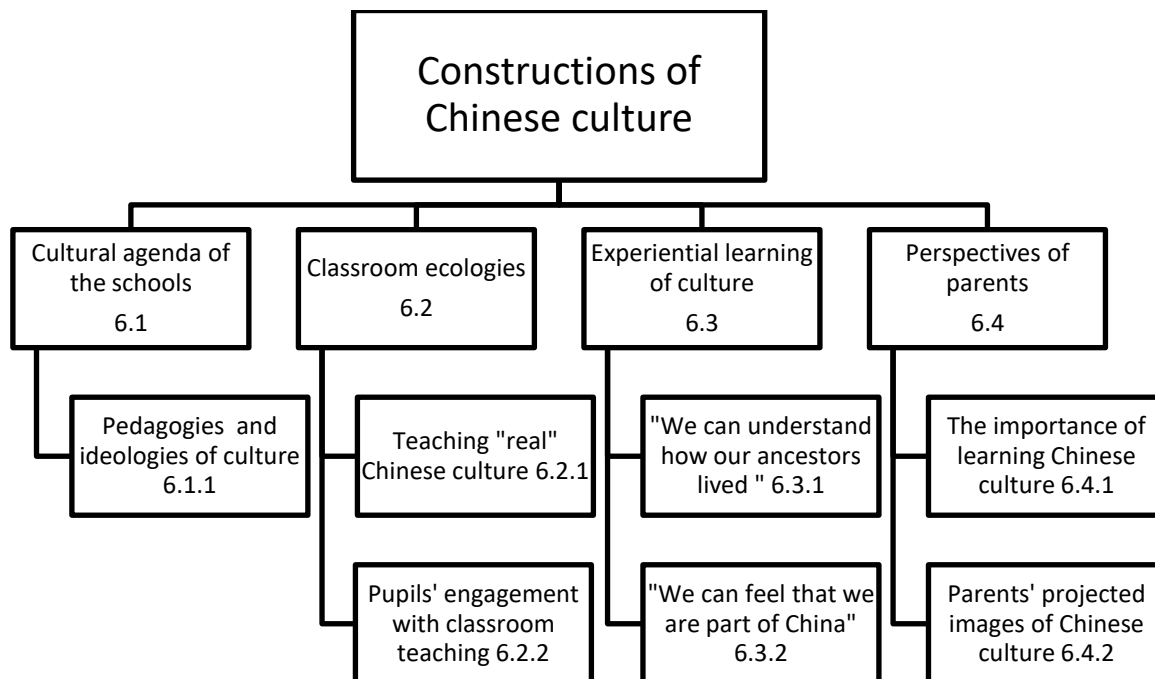 Constructions of
Chinese culture
Cultural agenda of
the schools
6.1
Classroom ecologies
6.2
Experiential learning
of culture
6.3
Perspectives of
parents
6.4
Pedagogies and
ideologies of culture
6.1.1
Teaching "real"
Chinese culture 6.2.1
"We can understand
how our ancestors
lived " 6.3.1
The importance of
learning Chinese
culture 6.4.1
Pupils' engagement
with classroom
teaching 6.2.2
"We can feel that we
are part of China"
6.3.2
Parents' projected
images of Chinese
culture 6.4.2